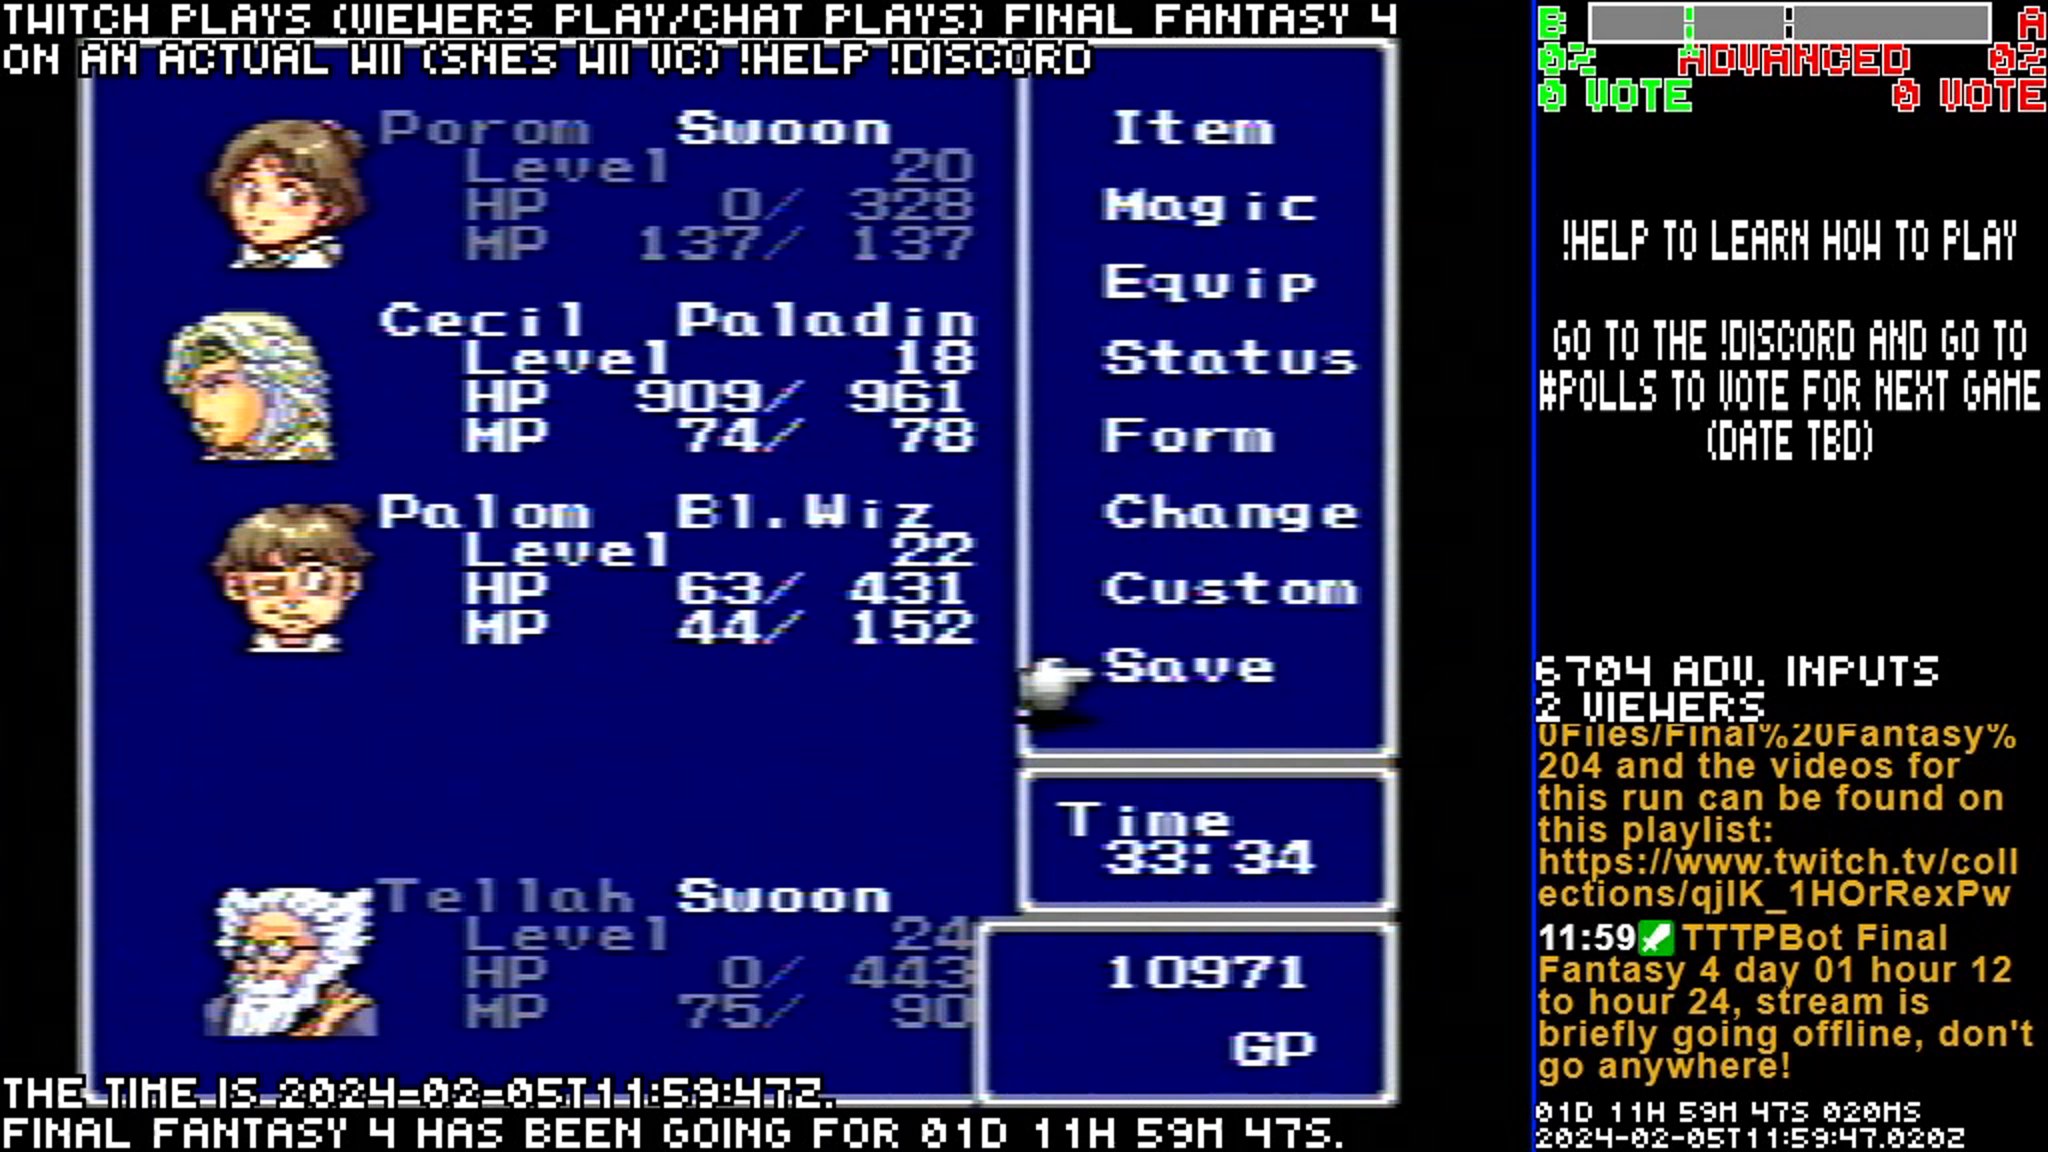 TWITCH PLAYS (VIEWERS PLAY/CHAT PLAYS) FINAL FANTASY 4
ON AN ACTUAL WII (SNES WII VC) !HELP !DISCORD
Porom Swoon
Level 20
HP 0/ 328
MP 137/ 137
Cecil Paladin
Level 18
HP 909/ 961
MP 74/ 78
Palom Bl.Wiz
Level 22
HP 63/ 431
MP 44/ 152
Tellah Swoon
Level 24
HP 0/ 443
MP 75/ 90
Item
Magic
Equip
Status
Form
Change
Custom
Save
Time
33:34
10971
GP
THE TIME IS 2024-02-05T11:59:47Z.
FINAL FANTASY 4 HAS BEEN GOING FOR 01D 11H 59M 47S.
B A
0% ADVANCED 0%
0 VOTE 0 VOTE
!HELP TO LEARN HOW TO PLAY
GO TO THE !DISCORD AND GO TO
#POLLS TO VOTE FOR NEXT GAME
(DATE TBD)
6704 ADV. INPUTS
2 VIEWERS
0Files/Final%20Fantasy%
204 and the videos for
this run can be found on
this playlist:
https://www.twitch.tv/coll
ections/qjIK_1HOrRexPw
11:59 TTTPBot Final
Fantasy 4 day 01 hour 12
to hour 24, stream is
briefly going offline, don't
go anywhere!
01D 11H 59M 47S 020MS
2024-02-05T11:59:47.020Z